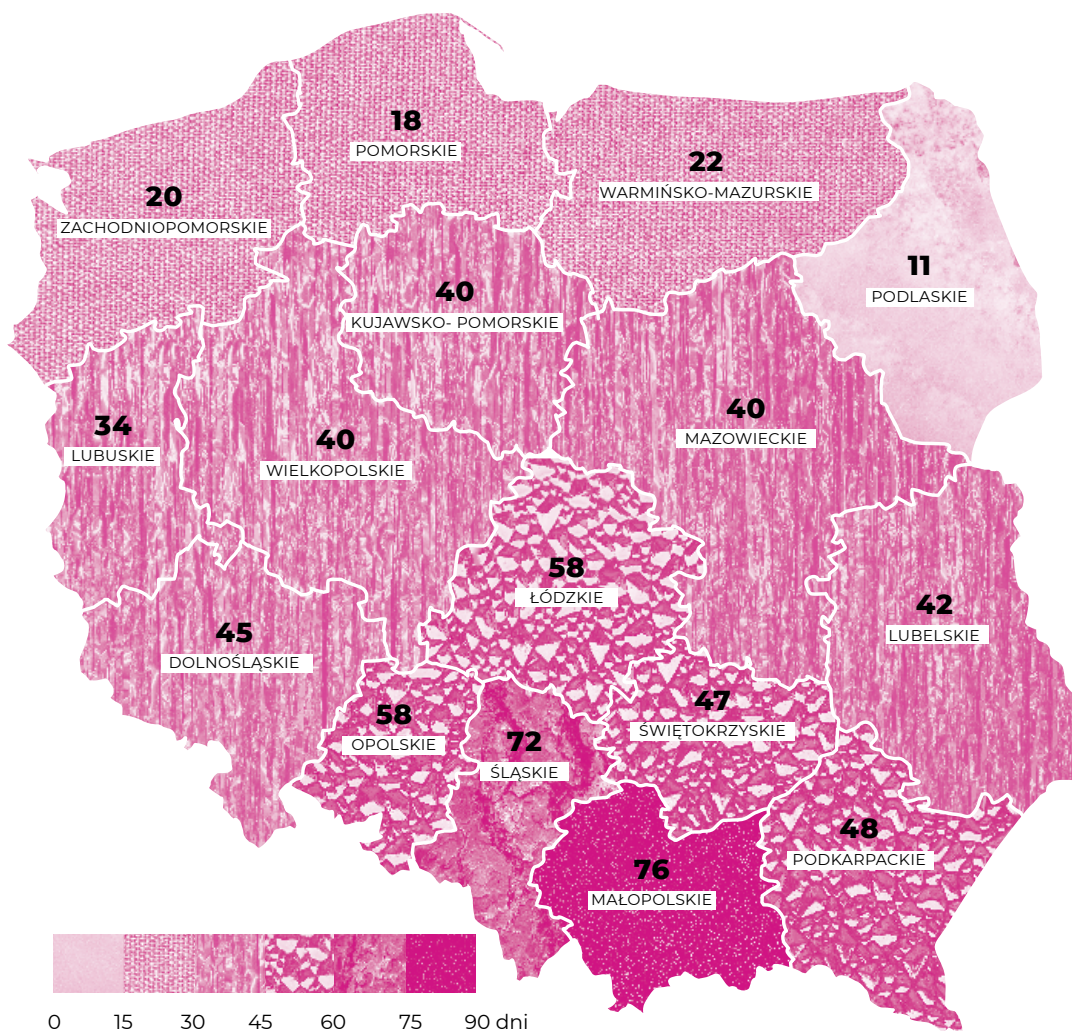 18
POMORSKIE
22
WARMIŃSKO-MAZURSKIE
20
ZACHODNIOPOMORSKIE
11
PODLASKIE
40
KUJAWSKO- POMORSKIE
34
LUBUSKIE
40
WIELKOPOLSKIE
40
MAZOWIECKIE
58
ŁÓDZKIE
42
LUBELSKIE
45
DOLNOŚLĄSKIE
58
OPOLSKIE
72
ŚLĄSKIE
47
ŚWIĘTOKRZYSKIE
76
MAŁOPOLSKIE
48
PODKARPACKIE
0 15 30 45 60 75 90 dni